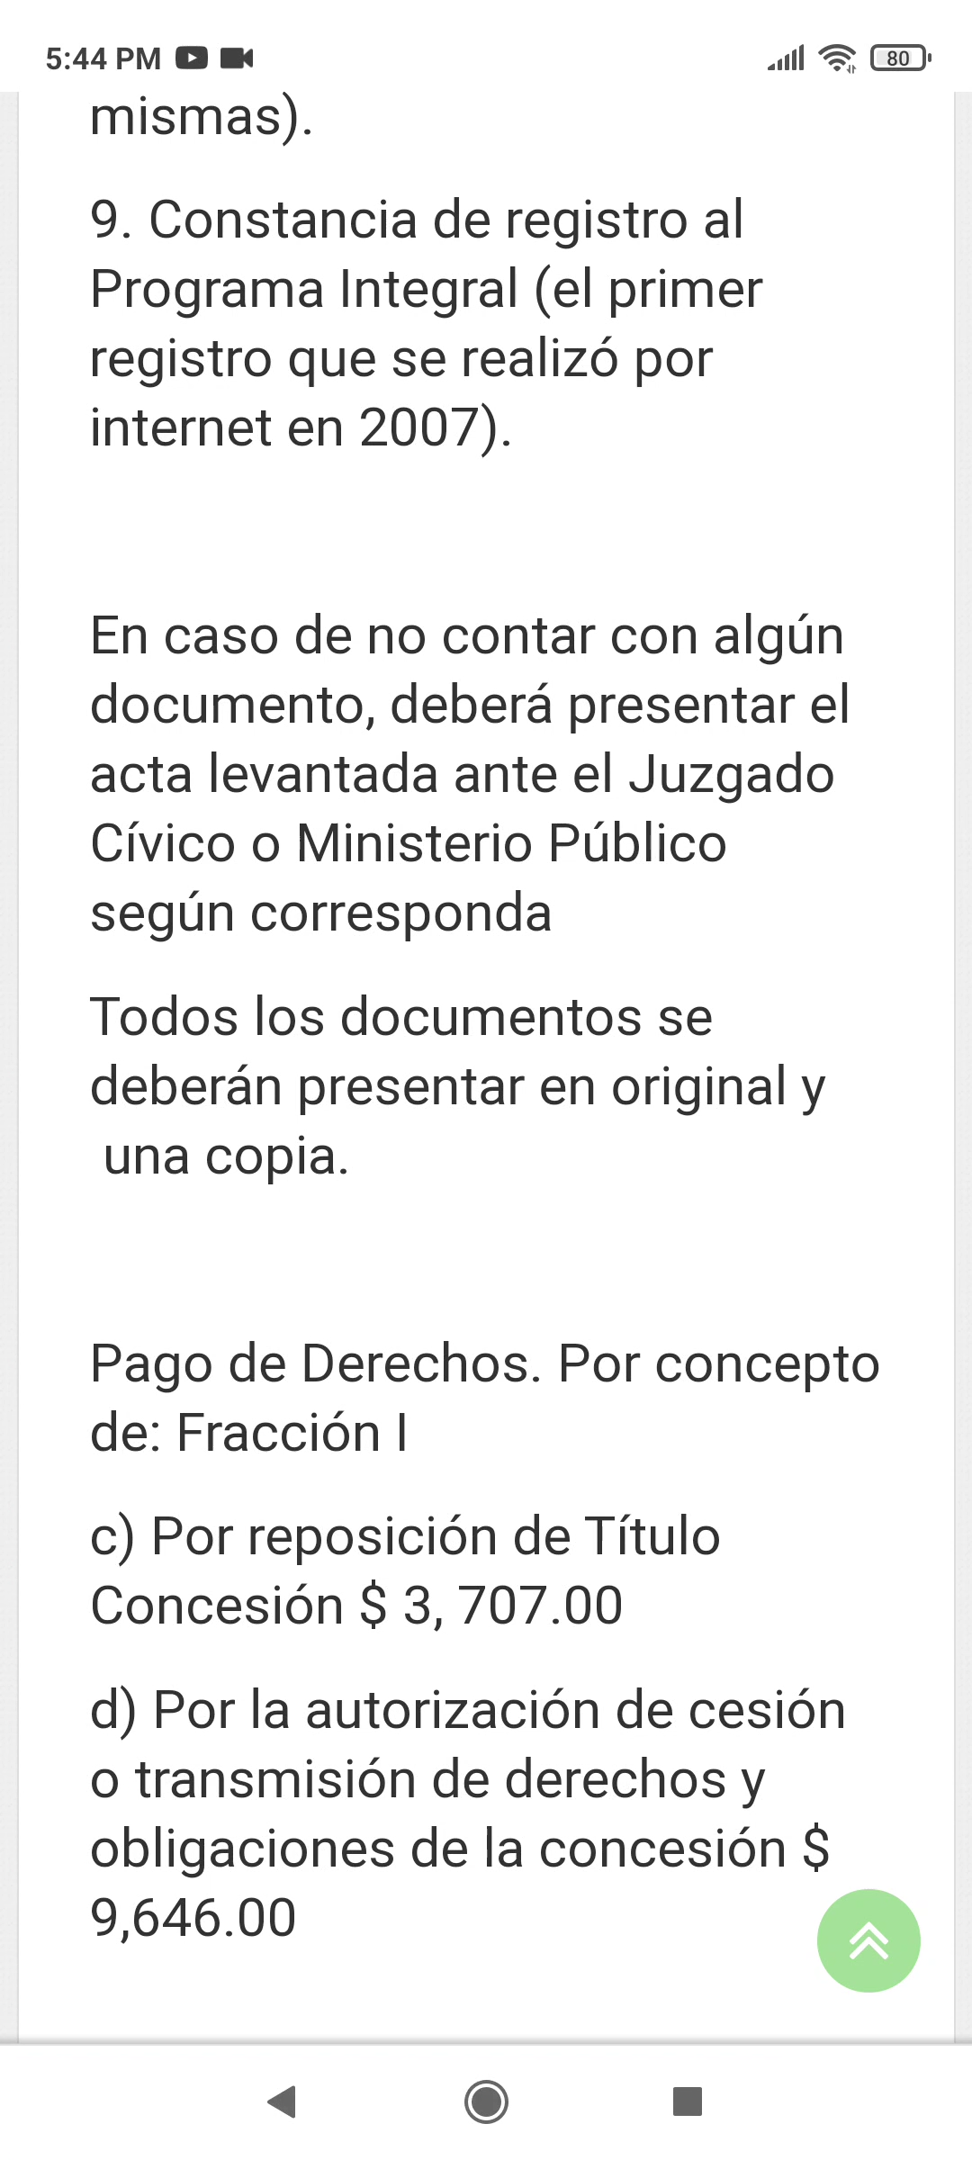 5:44 PM
80
mismas).
9. Constancia de registro al
Programa Integral (el primer
registro que se realizó por
internet en 2007).
En caso de no contar con algún
documento, deberá presentar el
acta levantada ante el Juzgado
Cívico o Ministerio Público
según corresponda
Todos los documentos se
deberán presentar en original y
una copia.
Pago de Derechos. Por concepto
de: Fracción I
c) Por reposición de Título
Concesión $ 3, 707.00
d) Por la autorización de cesión
o transmisión de derechos y
obligaciones de la concesión $
9,646.00